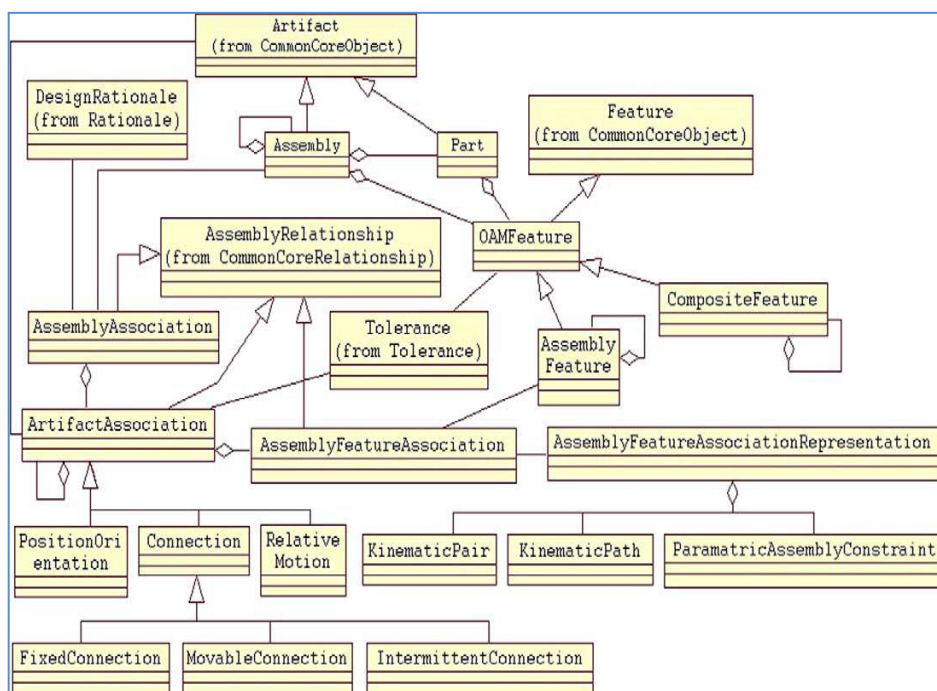 Artifact
(from CommonCoreObject)
DesignRationale
(from Rationale)
Feature
(from CommonCoreObject)
Assembly
Part
AssemblyRelationship
(from CommonCoreRelationship)
OAMFeature
CompositeFeature
AssemblyAssociation
Tolerance
(from Tolerance)
Assembly
Feature
ArtifactAssociation
AssemblyFeatureAssociation
AssemblyFeatureAssociationRepresentation
PositionOri
entation
Connection
Relative
Motion
KinematicPair
KinematicPath
ParamatricAssemblyConstraint
FixedConnection
MovableConnection
IntermittentConnection